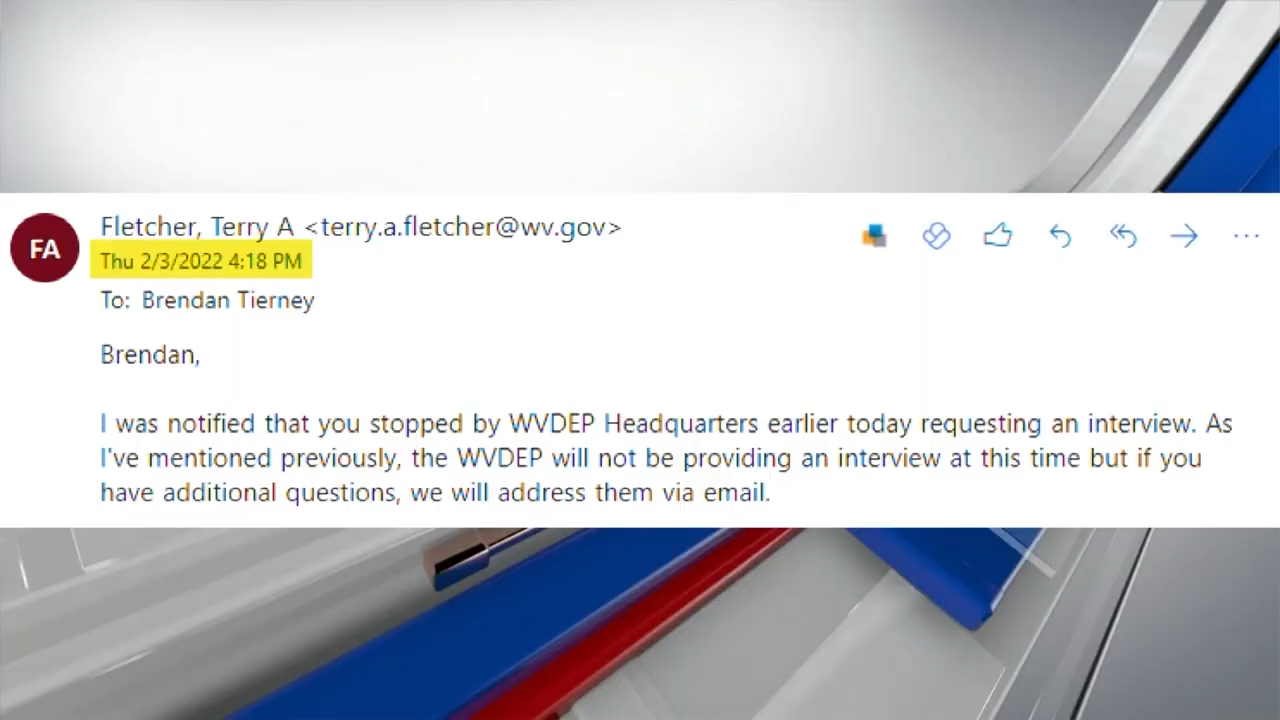 FA
Fletcher, Terry A <terry.a.fletcher@wv.gov>
Thu 2/3/2022 4:18 PM
To: Brendan Tierney
Brendan,
I was notified that you stopped by WVDEP Headquarters earlier today requesting an interview. As
I've mentioned previously, the WVDEP will not be providing an interview at this time but if you
have additional questions, we will address them via email.